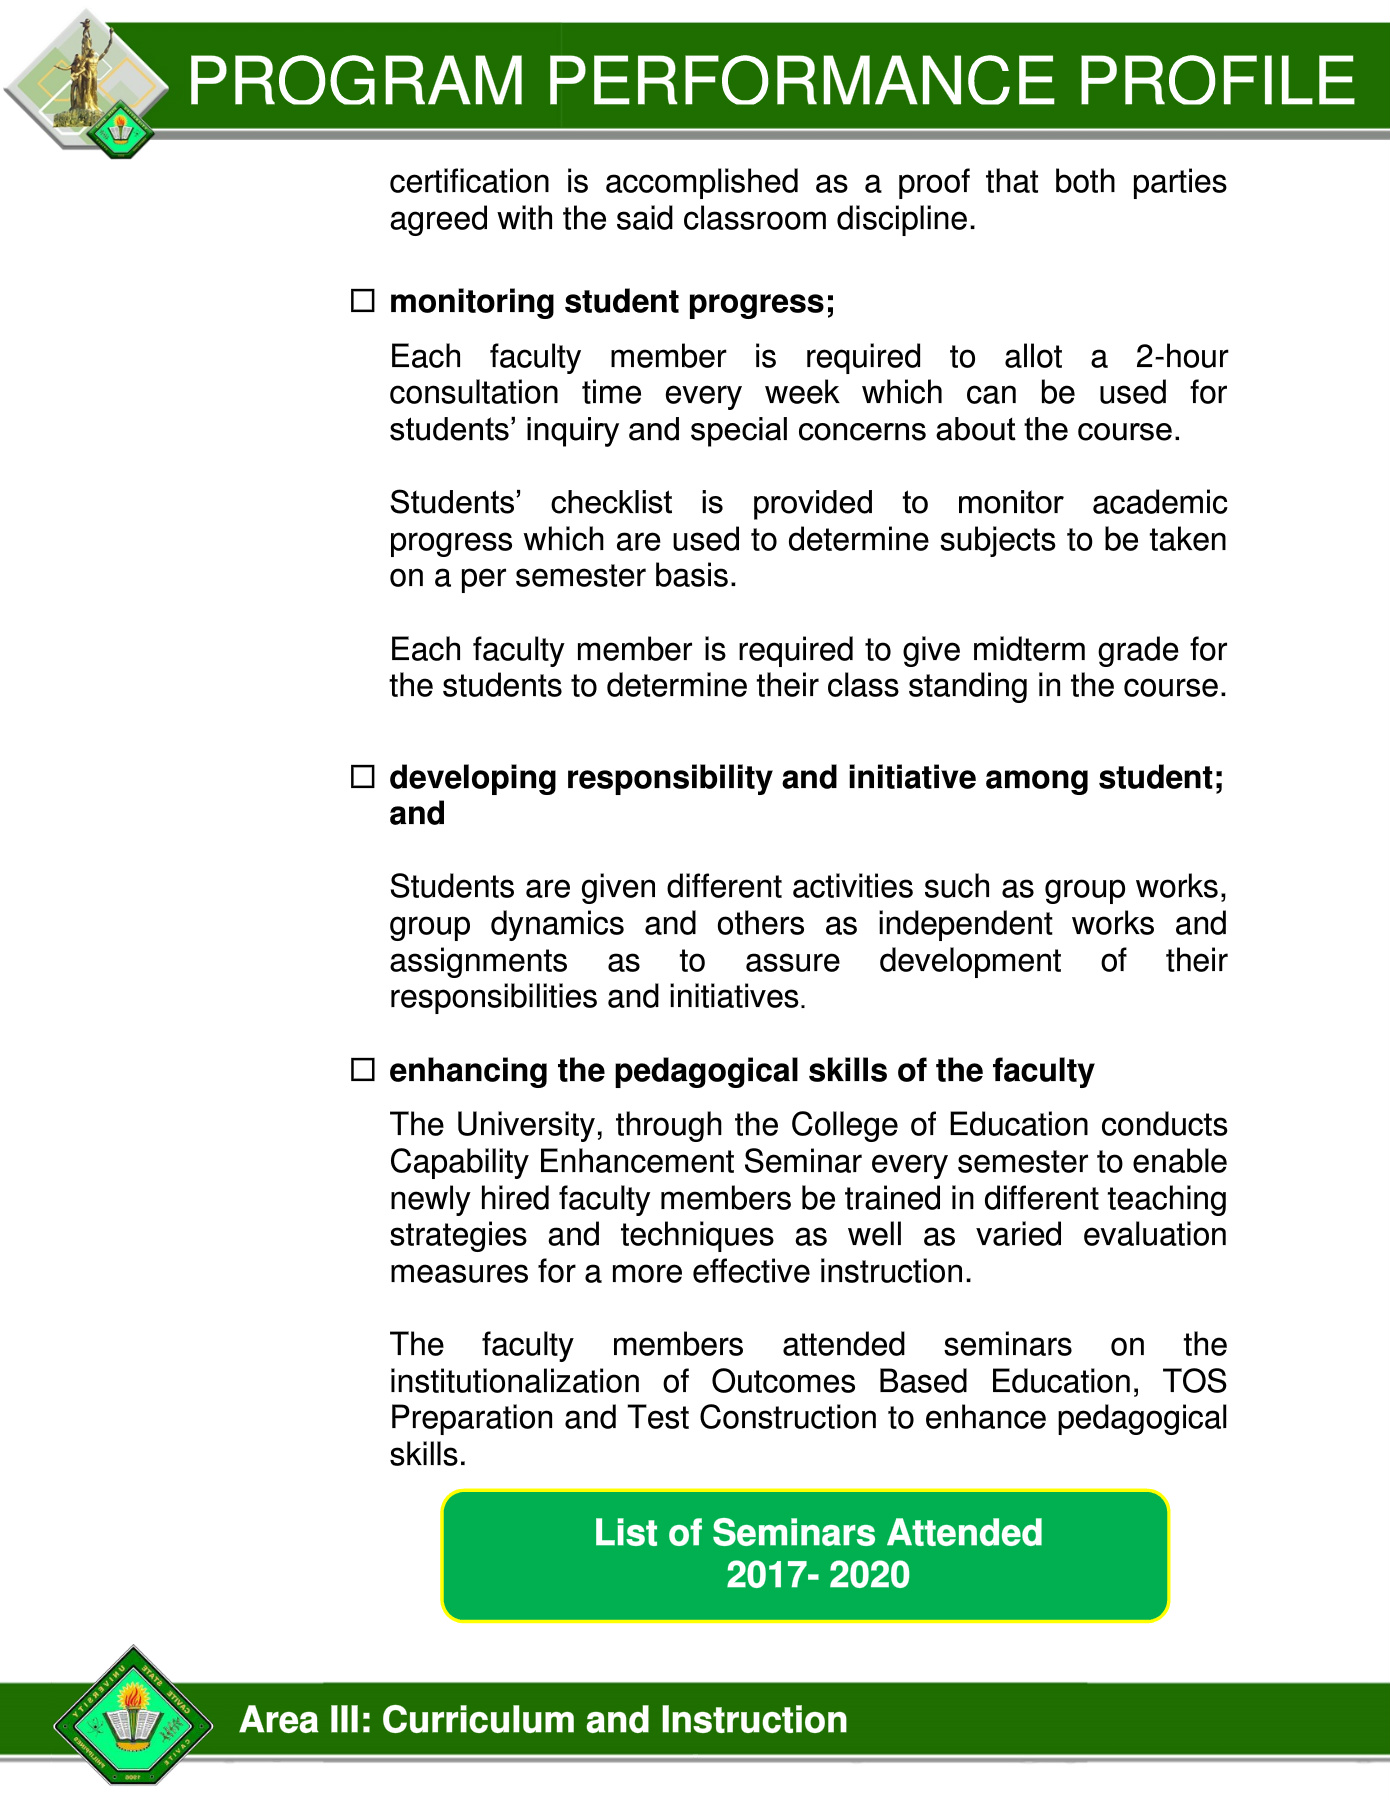 PROGRAM PERFORMANCE PROFILE
certification is accomplished as a proof that both parties
agreed with the said classroom discipline.
☐ monitoring student progress;
Each faculty member is required to allot a 2-hour
consultation time every week which can be used for
students’ inquiry and special concerns about the course.
Students’ checklist is provided to monitor academic
progress which are used to determine subjects to be taken
on a per semester basis.
Each faculty member is required to give midterm grade for
the students to determine their class standing in the course.
☐ developing responsibility and initiative among student;
and
Students are given different activities such as group works,
group dynamics and others as independent works and
assignments as to assure development of their
responsibilities and initiatives.
☐ enhancing the pedagogical skills of the faculty
The University, through the College of Education conducts
Capability Enhancement Seminar every semester to enable
newly hired faculty members be trained in different teaching
strategies and techniques as well as varied evaluation
measures for a more effective instruction.
The faculty members attended seminars on the
institutionalization of Outcomes Based Education, TOS
Preparation and Test Construction to enhance pedagogical
skills.
List of Seminars Attended
2017- 2020
CAVITE STATE UNIVERSITY
CAVITE
PHILIPPINES
Area III: Curriculum and Instruction